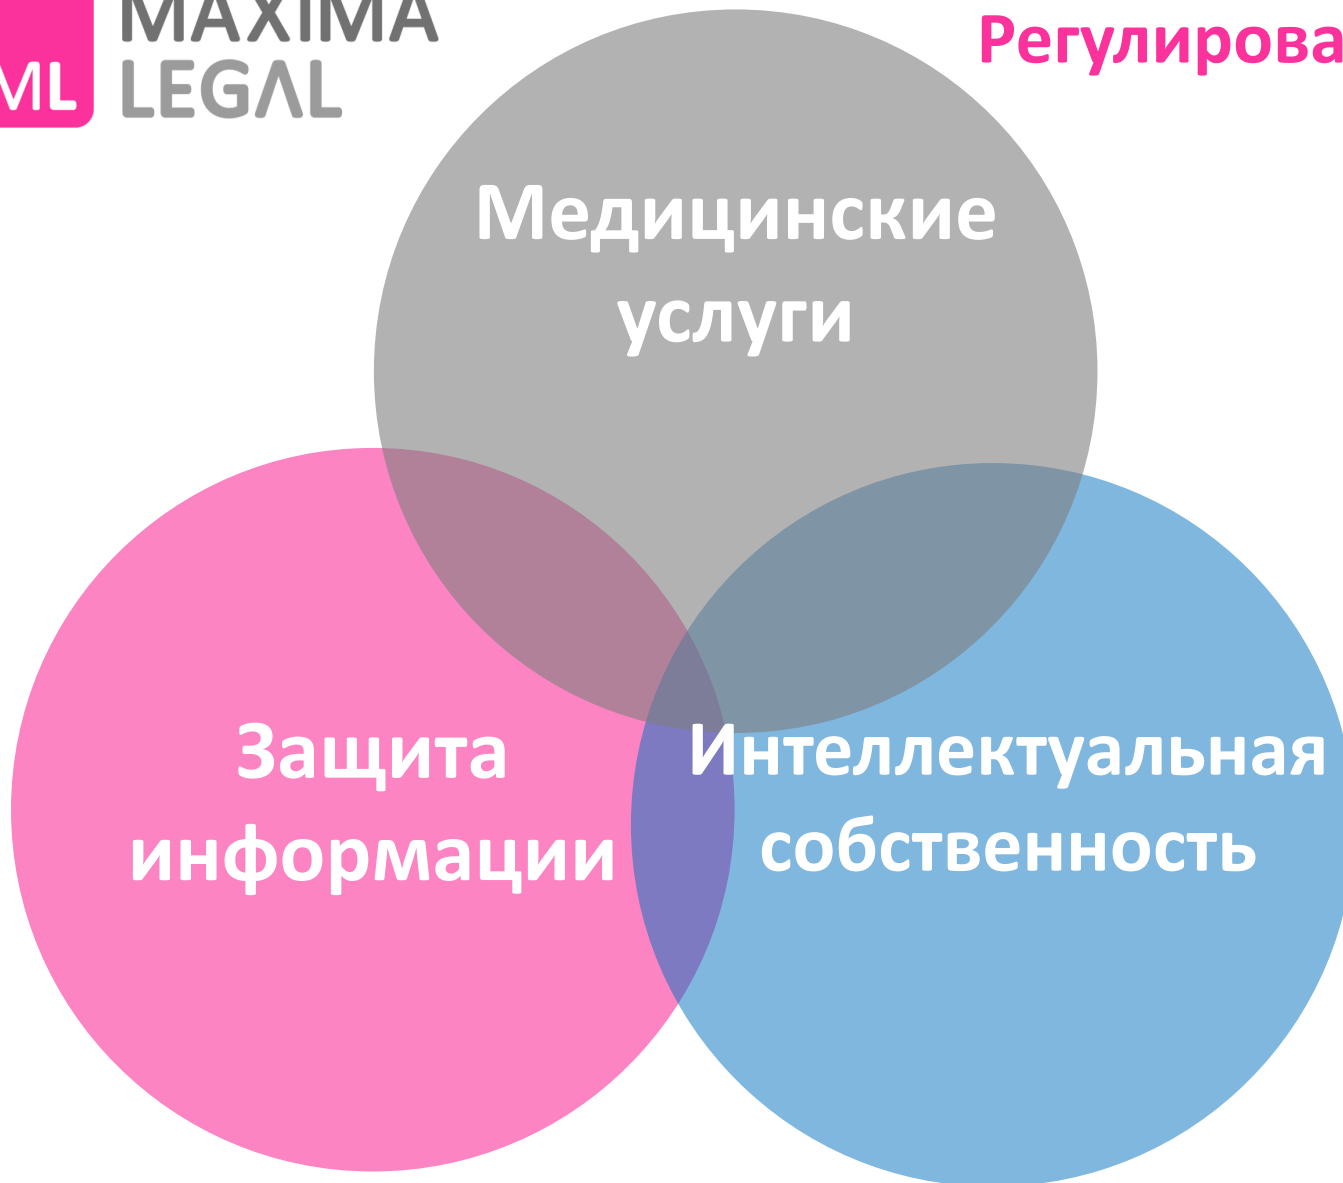 MAXIMA
ML LEGAL
Регулирова
Медицинские
услуги
Защита
информации
Интеллектуальная
собственность